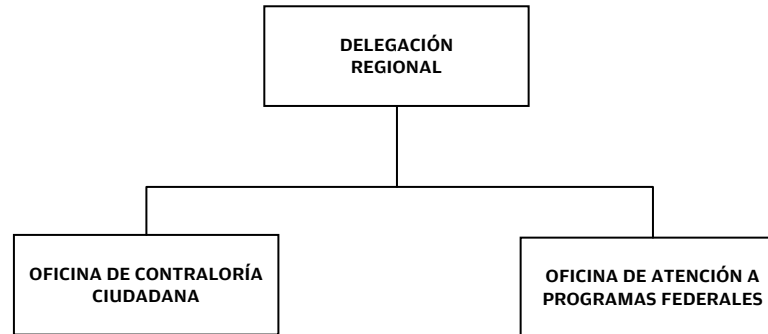 DELEGACIÓN
REGIONAL
OFICINA DE CONTRALORÍA
CIUDADANA
OFICINA DE ATENCIÓN A
PROGRAMAS FEDERALES